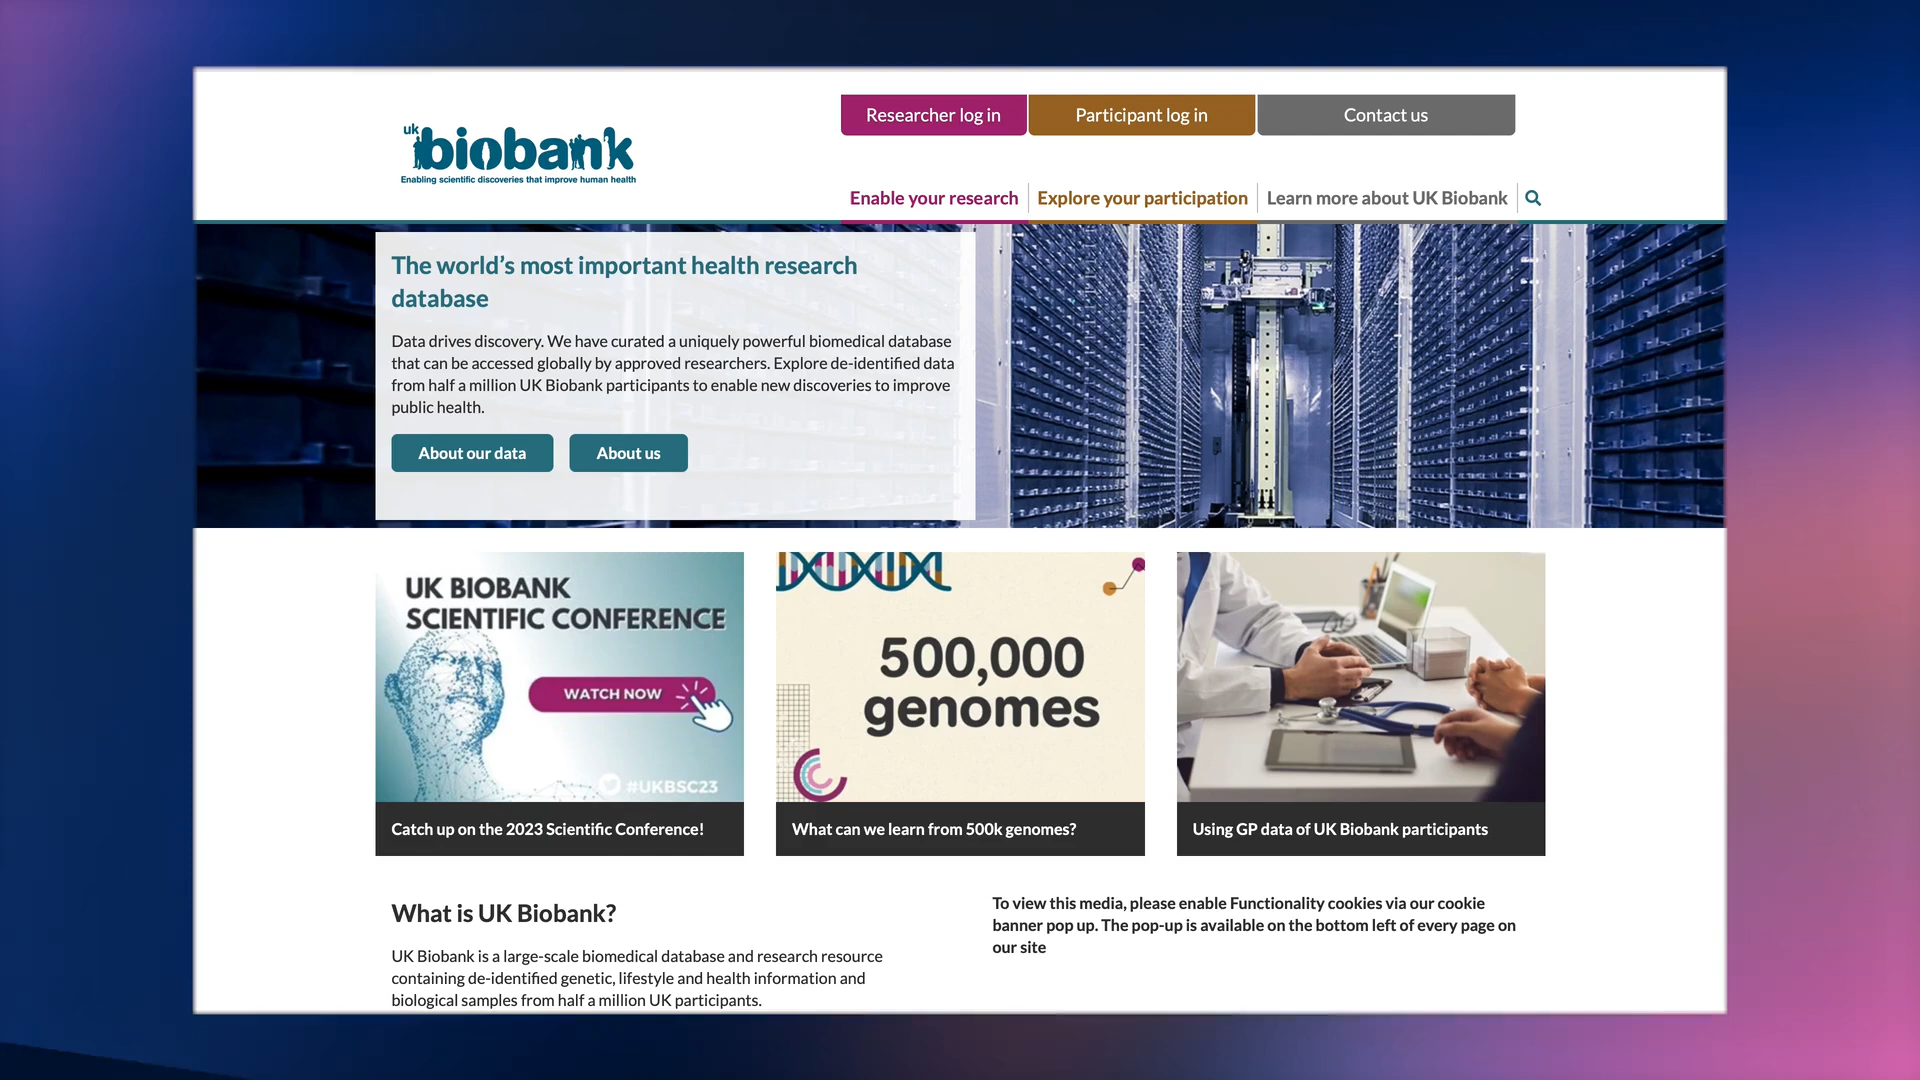 Researcher log in
Participant log in
Contact us
uk
biobank
Enabling scientific discoveries that improve human health
Enable your research
Explore your participation
Learn more about UK Biobank
The world's most important health research
database
Data drives discovery. We have curated a uniquely powerful biomedical database
that can be accessed globally by approved researchers. Explore de-identified data
from half a million UK Biobank participants to enable new discoveries to improve
public health.
About our data
About us
UK BIOBANK
SCIENTIFIC CONFERENCE
WATCH NOW
#UKBSC23
Catch up on the 2023 Scientific Conference!
500,000
genomes
What can we learn from 500k genomes?
Using GP data of UK Biobank participants
What is UK Biobank?
UK Biobank is a large-scale biomedical database and research resource
containing de-identified genetic, lifestyle and health information and
biological samples from half a million UK participants.
To view this media, please enable Functionality cookies via our cookie
banner pop up. The pop-up is available on the bottom left of every page on
our site